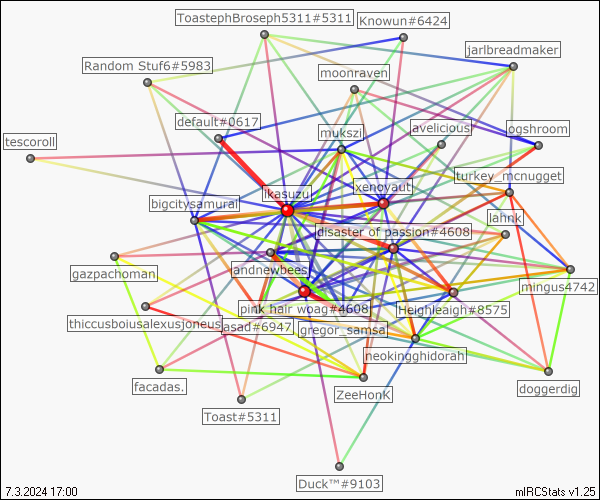 ToastephBroseph5311#5311
Knowun#6424
jarlbreadmaker
Random Stuf6#5983
moonraven
default#0617
avelicious
ogshroom
tescoroll
mukszi
turkey_mcnugget
ikasuzu
xenovaut
bigcitysamurai
lahnk
disaster of passion#4608
andnewbees
gazpachoman
mingus4742
pink hair woag#4608
Heighleaigh#8575
thiccusboiusalexusjoneus
asad#6947
gregor_samsa
neokingghidorah
facadas.
ZeeHonK
doggerdig
Toast#5311
Duck™#9103
7.3.2024 17:00
mIRCStats v1.25